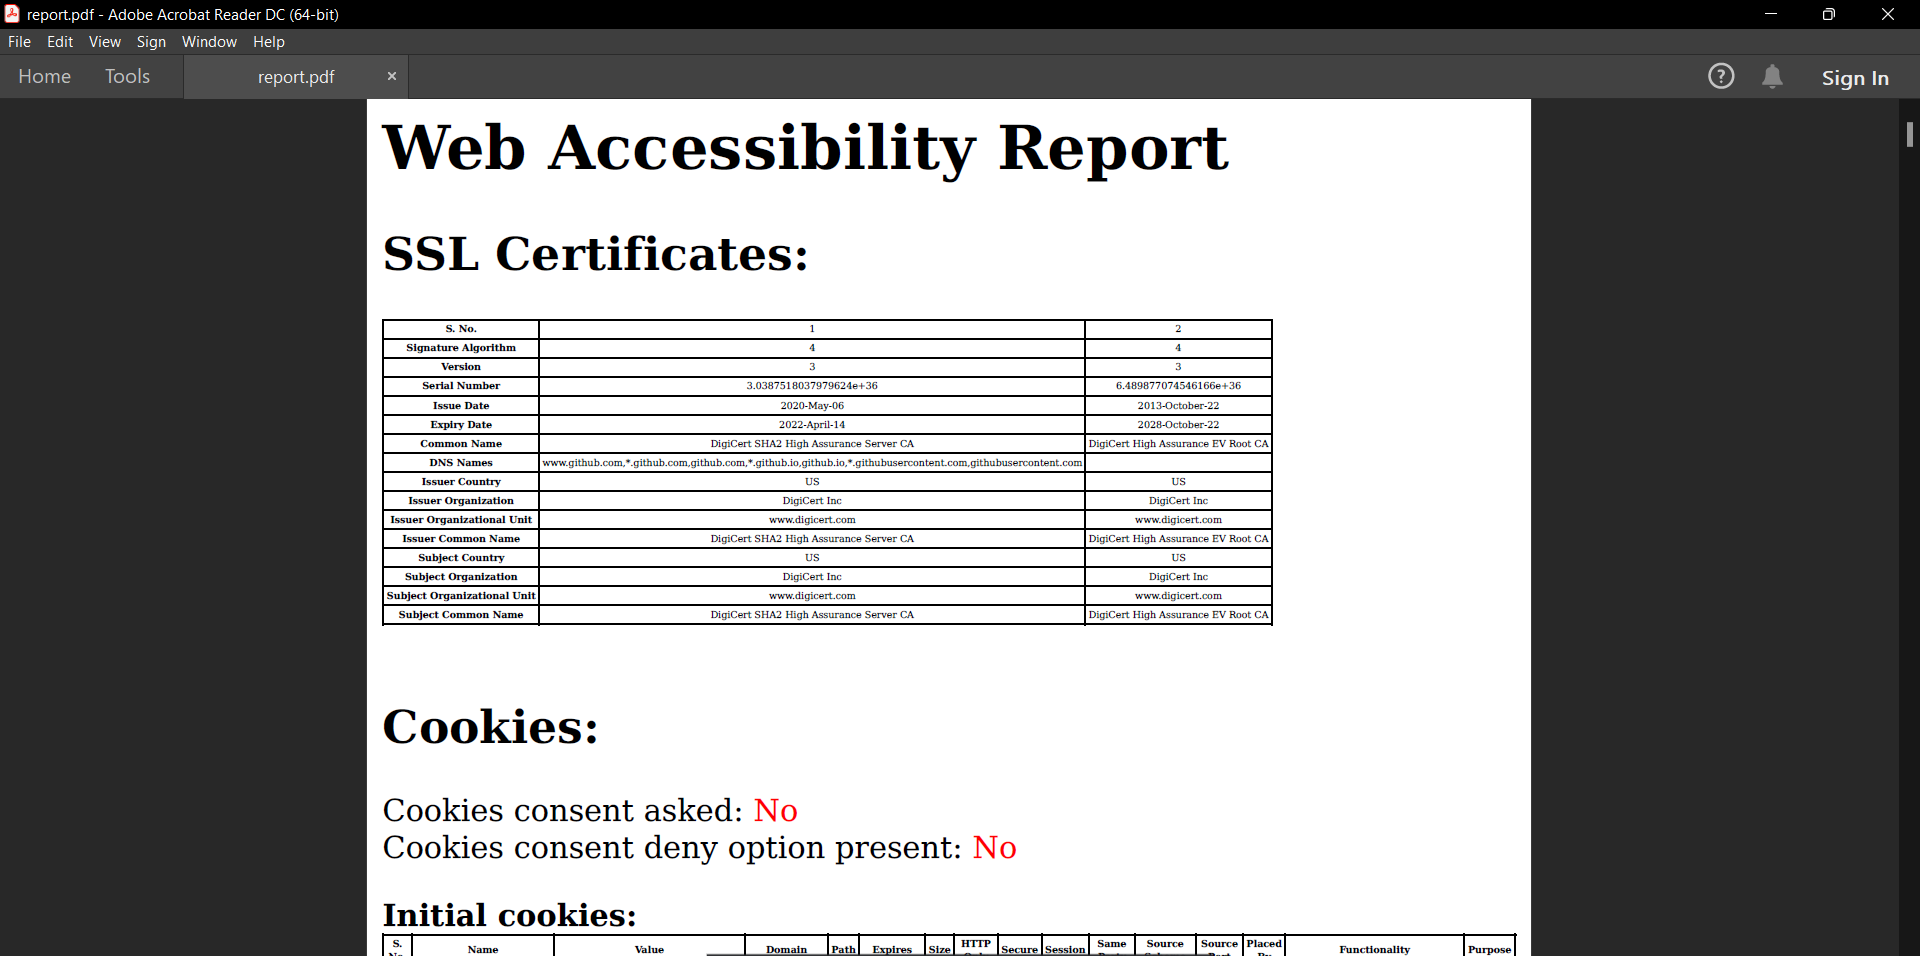 report.pdf - Adobe Acrobat Reader DC (64-bit)
File Edit View Sign Window Help
Home Tools report.pdf × ? Sign In
Web Accessibility Report
SSL Certificates:
S. No. 1 2
Signature Algorithm 4 4
Version 3 3
Serial Number 3.0387518037979624e+36 6.489877074546166e+36
Issue Date 2020-May-06 2013-October-22
Expiry Date 2022-April-14 2028-October-22
Common Name DigiCert SHA2 High Assurance Server CA DigiCert High Assurance EV Root CA
DNS Names www.github.com,*.github.com,github.com,*.github.io,github.io,*.githubusercontent.com,githubusercontent.com
Issuer Country US US
Issuer Organization DigiCert Inc DigiCert Inc
Issuer Organizational Unit www.digicert.com www.digicert.com
Issuer Common Name DigiCert SHA2 High Assurance Server CA DigiCert High Assurance EV Root CA
Subject Country US US
Subject Organization DigiCert Inc DigiCert Inc
Subject Organizational Unit www.digicert.com www.digicert.com
Subject Common Name DigiCert SHA2 High Assurance Server CA DigiCert High Assurance EV Root CA
Cookies:
Cookies consent asked: No
Cookies consent deny option present: No
Initial cookies:
S. Name Value Domain Path Expires Size HTTP Secure Session Same Source Source Placed Functionality Purpose